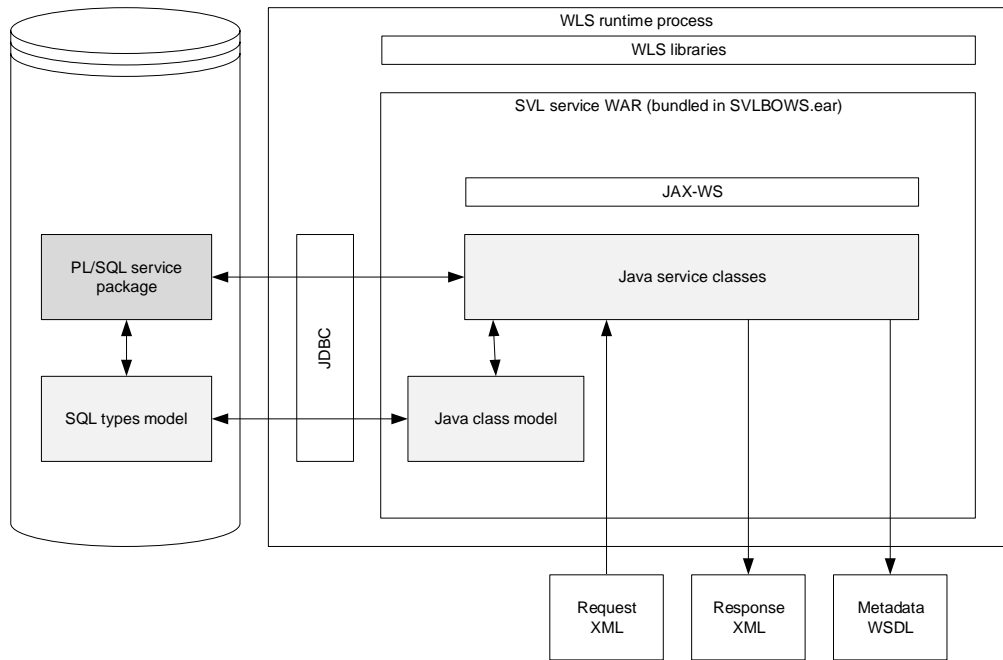 WLS runtime process
WLS libraries
SVL service WAR (bundled in SVLBOWS.ear)
JAX-WS
PL/SQL service
package
Java service classes
JDBC
SQL types model
Java class model
Request
XML
Response
XML
Metadata
WSDL